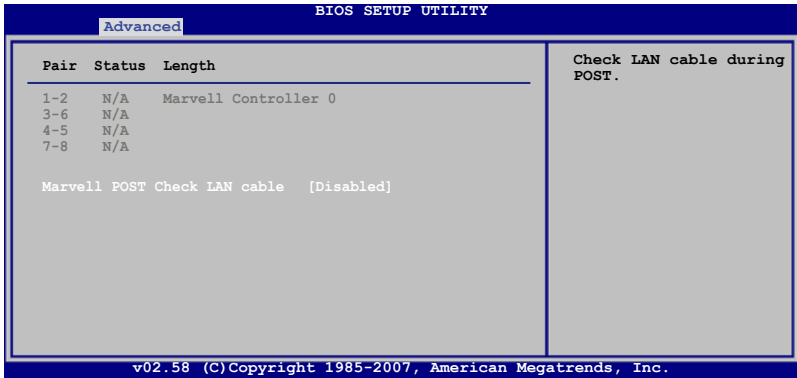 BIOS SETUP UTILITY
Advanced
Pair Status Length
1-2 N/A Marvell Controller 0
3-6 N/A
4-5 N/A
7-8 N/A
Marvell POST Check LAN cable [Disabled]
Check LAN cable during
POST.
v02.58 (C)Copyright 1985-2007, American Megatrends, Inc.